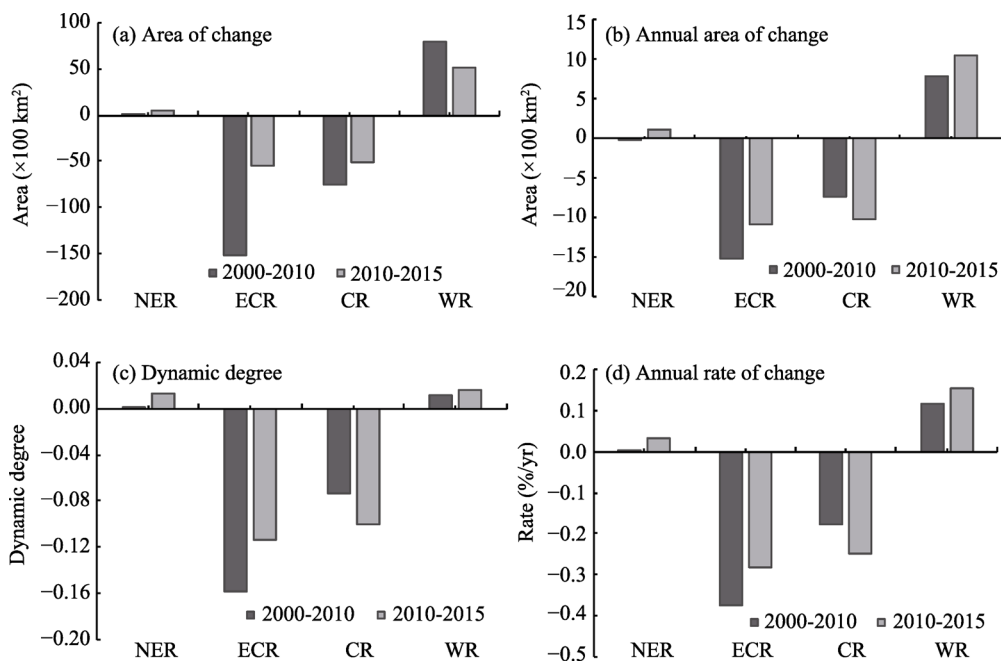 (a) Area of change
Area (×100 km²)
100
50
0
−50
−100
−150
−200
2000-2010
2010-2015
NER
ECR
CR
WR
(b) Annual area of change
Area (×100 km²)
15
10
5
0
−5
−10
−15
−20
2000-2010
2010-2015
NER
ECR
CR
WR
(c) Dynamic degree
Dynamic degree
0.04
0.00
−0.04
−0.08
−0.12
−0.16
−0.20
2000-2010
2010-2015
NER
ECR
CR
WR
(d) Annual rate of change
Rate (%/yr)
0.2
0.1
0.0
−0.1
−0.2
−0.3
−0.4
−0.5
2000-2010
2010-2015
NER
ECR
CR
WR